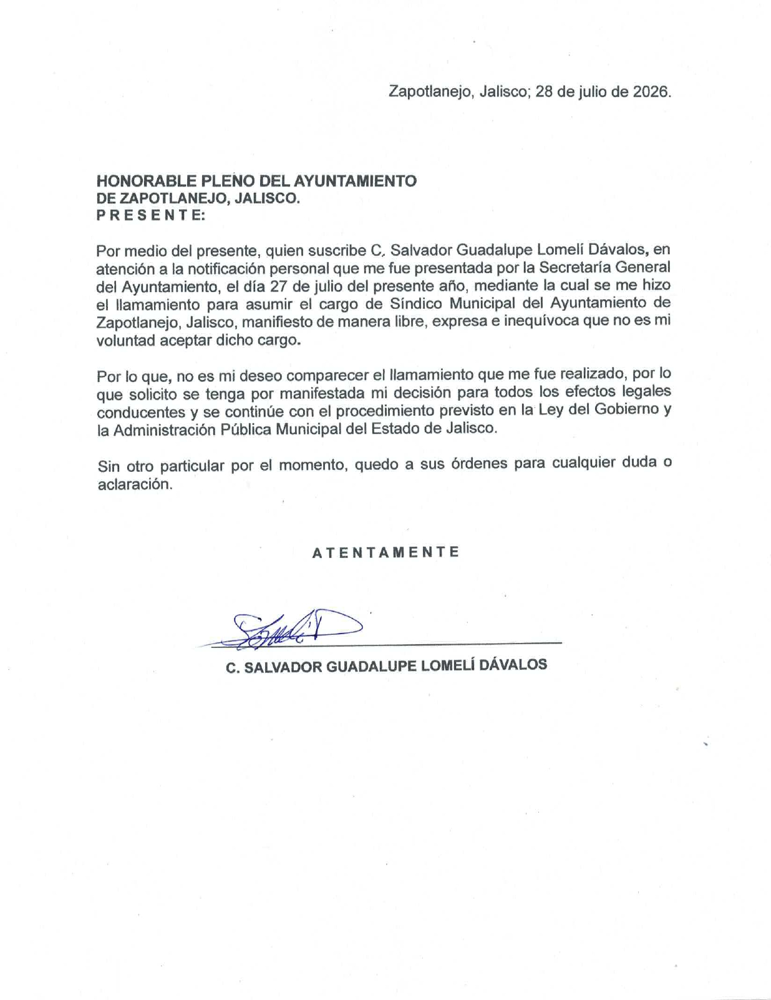 Zapotlanejo, Jalisco; 28 de julio de 2026.
HONORABLE PLENO DEL AYUNTAMIENTO
DE ZAPOTLANEJO, JALISCO.
P R E S E N T E:
Por medio del presente, quien suscribe C. Salvador Guadalupe Lomelí Dávalos, en
atención a la notificación personal que me fue presentada por la Secretaría General
del Ayuntamiento, el día 27 de julio del presente año, mediante la cual se me hizo
el llamamiento para asumir el cargo de Síndico Municipal del Ayuntamiento de
Zapotlanejo, Jalisco, manifiesto de manera libre, expresa e inequívoca que no es mi
voluntad aceptar dicho cargo.
Por lo que, no es mi deseo comparecer el llamamiento que me fue realizado, por lo
que solicito se tenga por manifestada mi decisión para todos los efectos legales
conducentes y se continúe con el procedimiento previsto en la Ley del Gobierno y
la Administración Pública Municipal del Estado de Jalisco.
Sin otro particular por el momento, quedo a sus órdenes para cualquier duda o
aclaración.
A T E N T A M E N T E
C. SALVADOR GUADALUPE LOMELÍ DÁVALOS